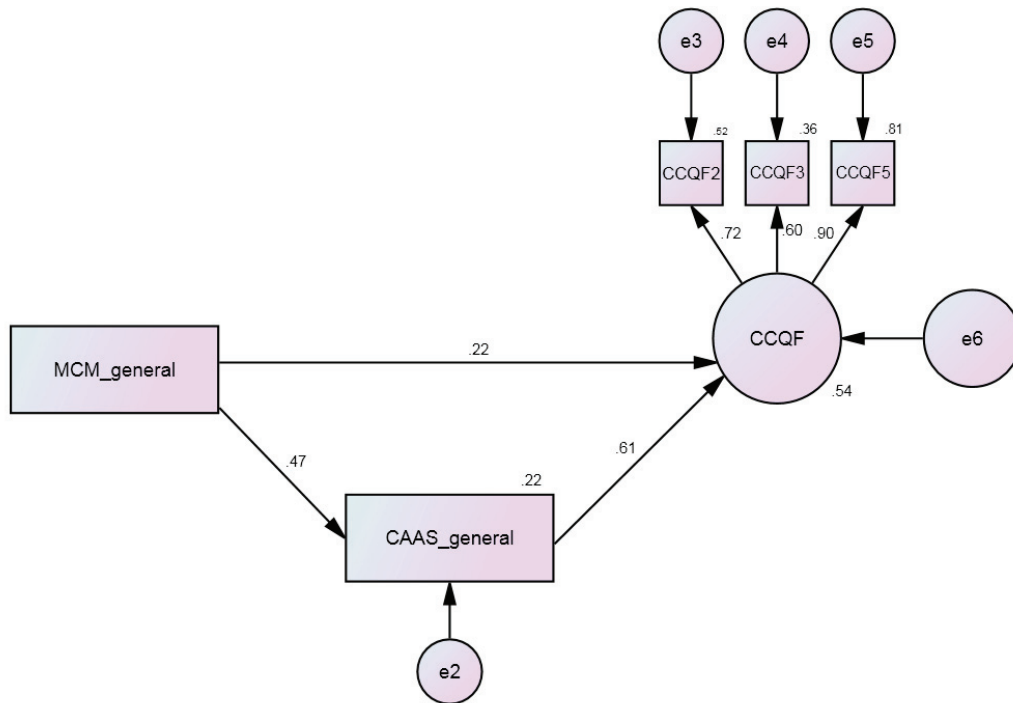 e3
e4
e5
.52
.36
.81
CCQF2
CCQF3
CCQF5
.72
.60
.90
CCQF
e6
.54
MCM_general
.22
.47
.61
.22
CAAS_general
e2